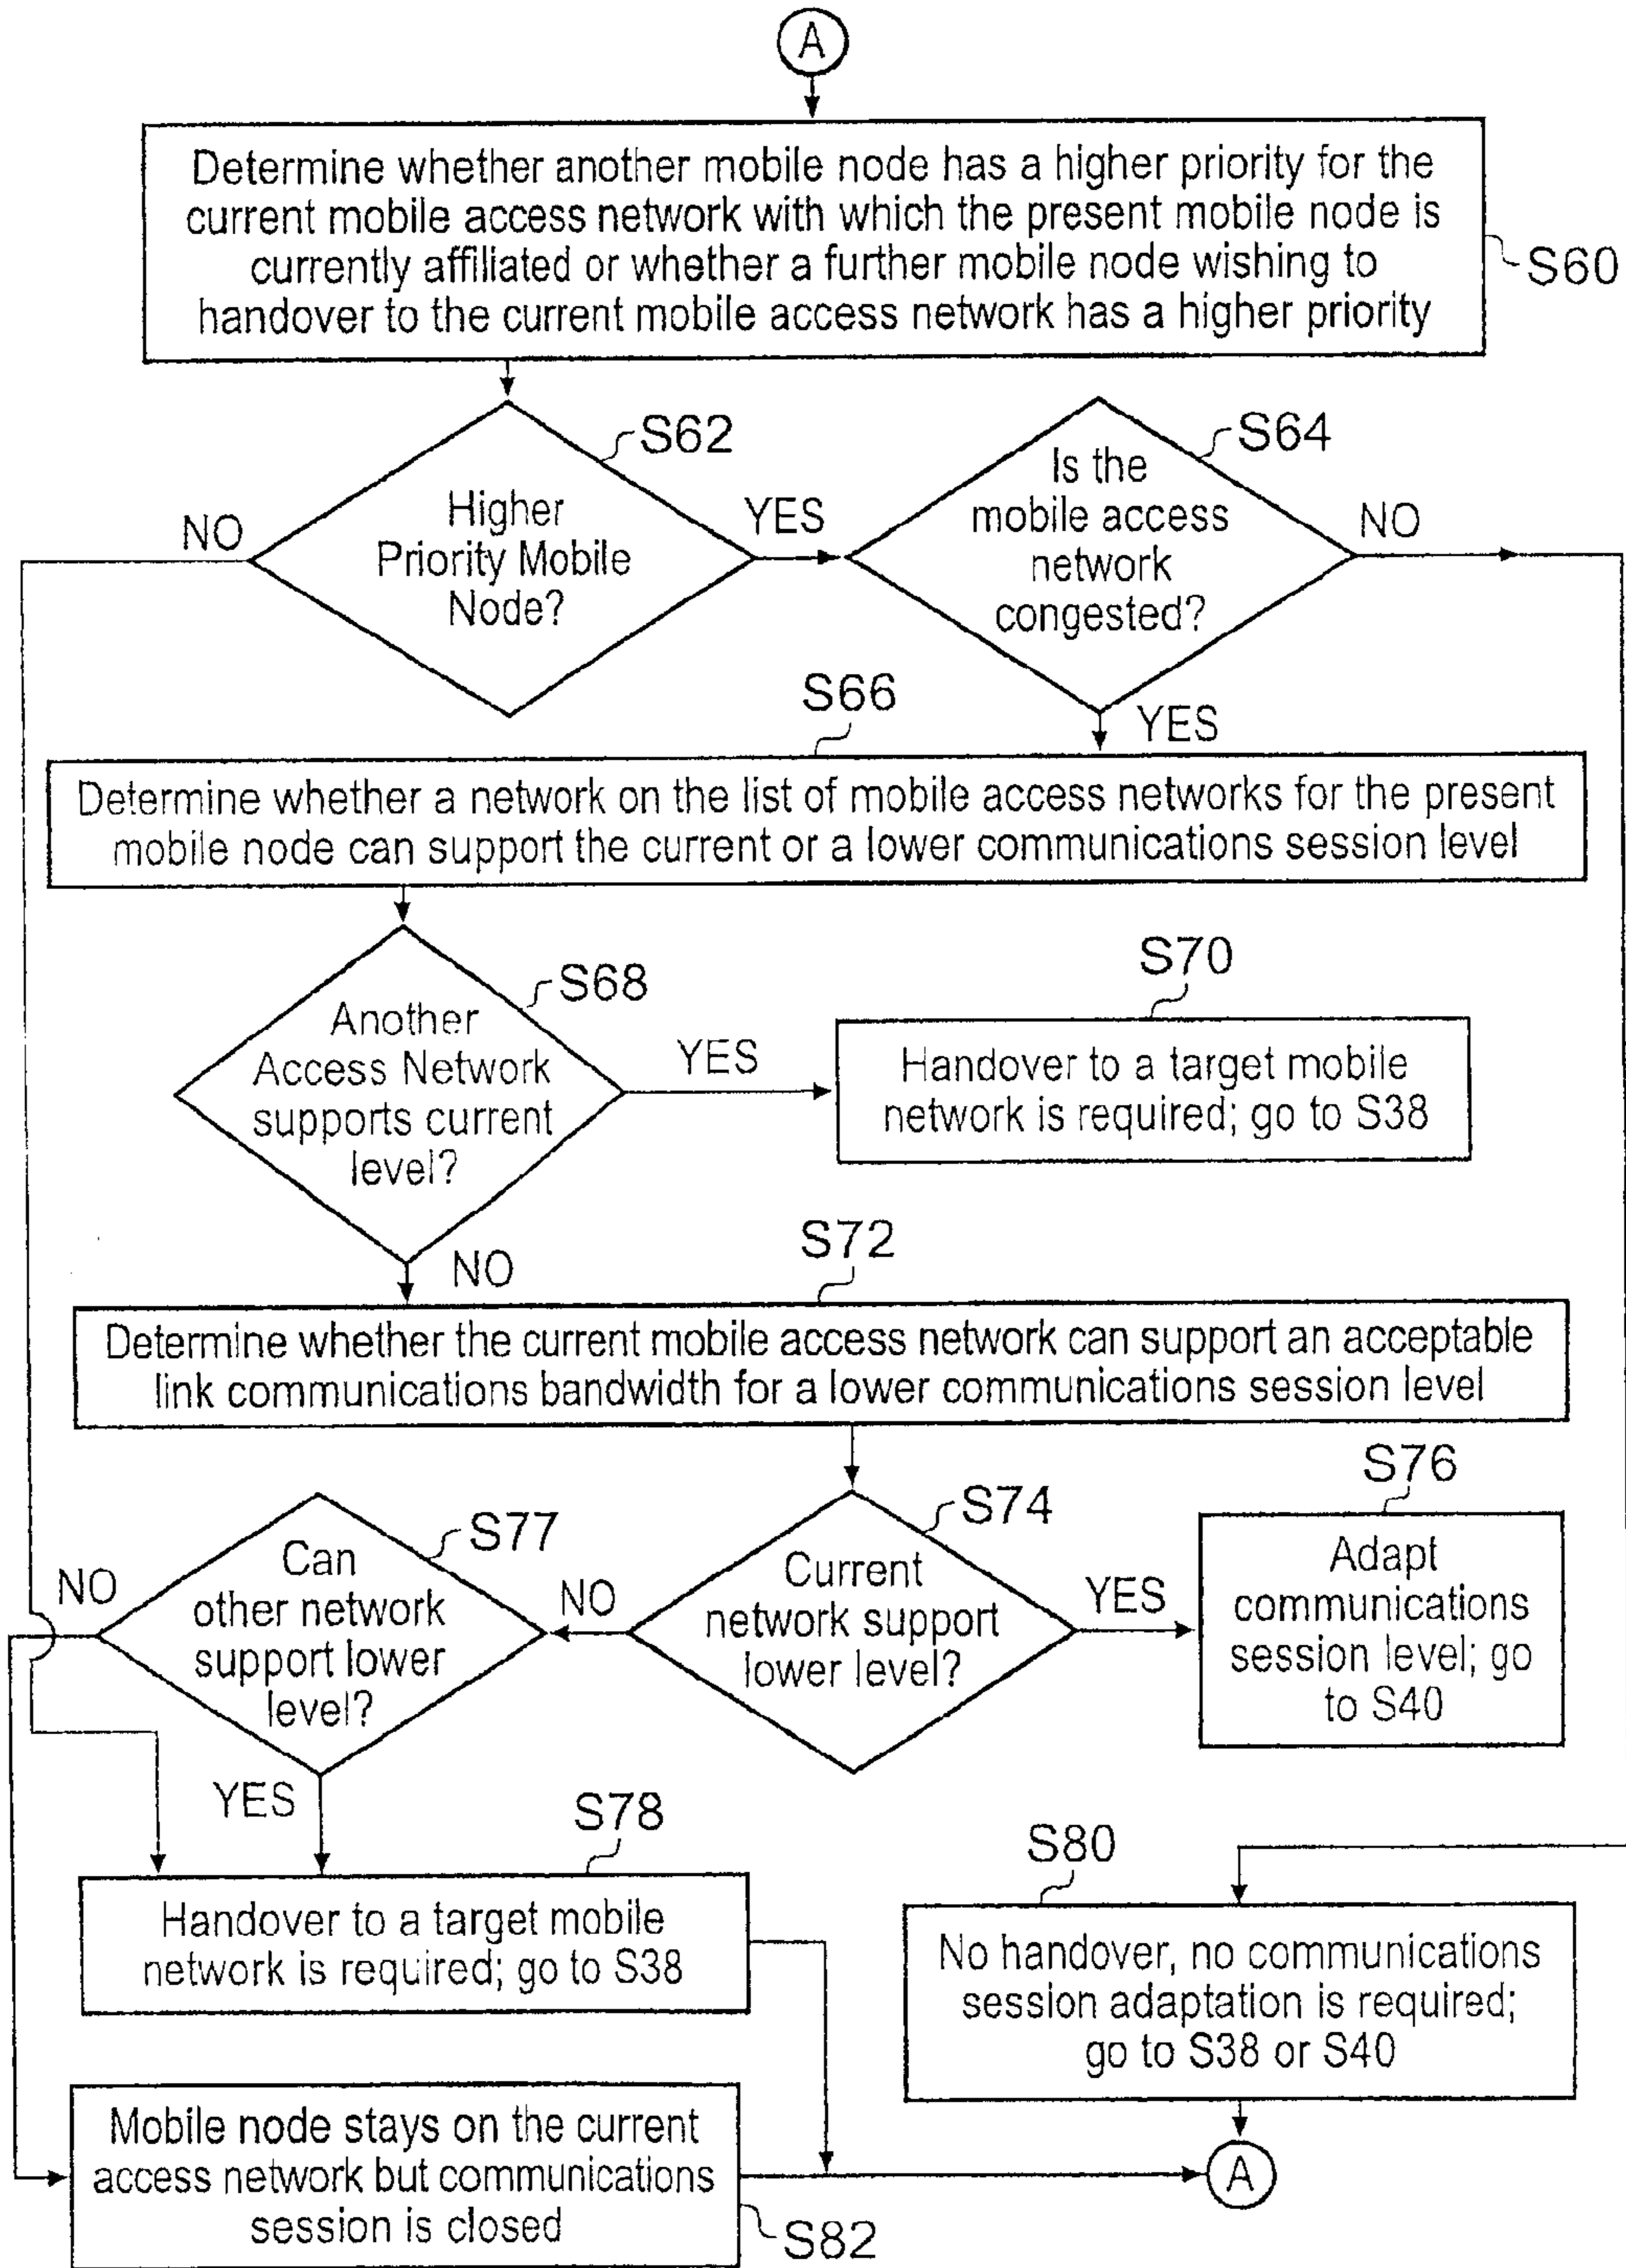 A
Determine whether another mobile node has a higher priority for the
current mobile access network with which the present mobile node is
currently affiliated or whether a further mobile node wishing to
handover to the current mobile access network has a higher priority
S60
S62
Higher
Priority Mobile
Node?
NO
YES
S64
Is the
mobile access
network
congested?
NO
YES
S66
Determine whether a network on the list of mobile access networks for the present
mobile node can support the current or a lower communications session level
S68
Another
Access Network
supports current
level?
YES
NO
S70
Handover to a target mobile
network is required; go to S38
S72
Determine whether the current mobile access network can support an acceptable
link communications bandwidth for a lower communications session level
S74
Current
network support
lower level?
YES
NO
S76
Adapt
communications
session level; go
to S40
S77
Can
other network
support lower
level?
NO
YES
S78
Handover to a target mobile
network is required; go to S38
S80
No handover, no communications
session adaptation is required;
go to S38 or S40
Mobile node stays on the current
access network but communications
session is closed
S82
A